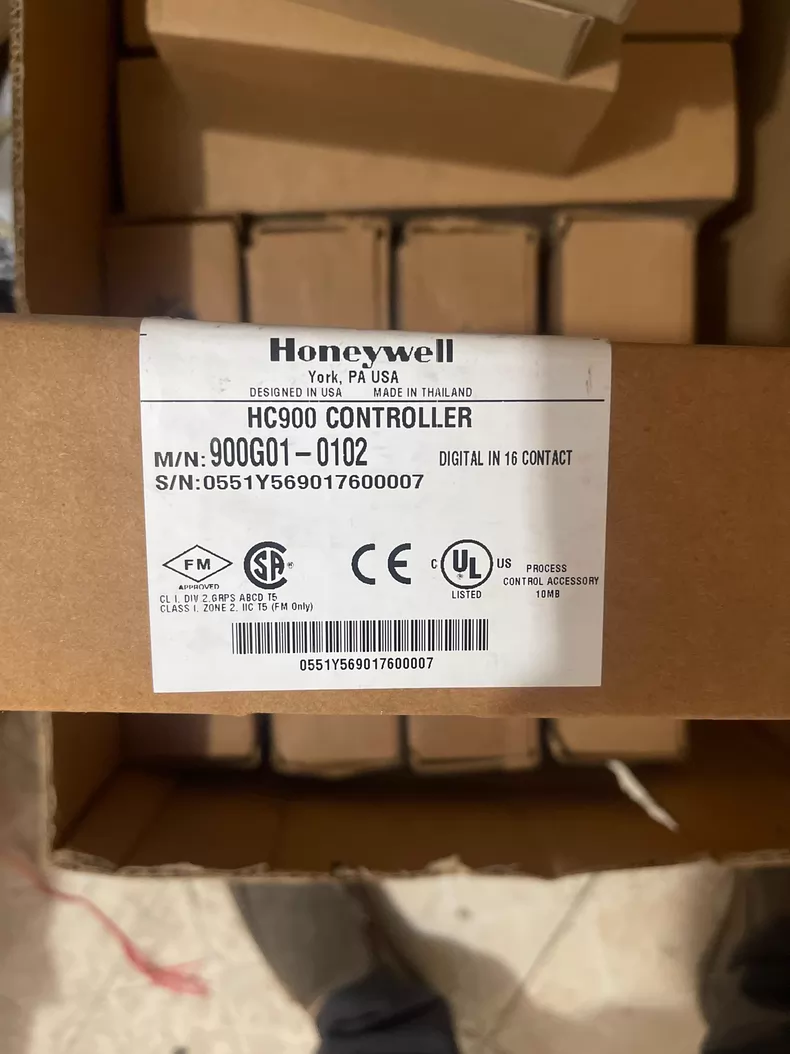 Honeywell
York, PA USA
DESIGNED IN USA MADE IN THAILAND
HC900 CONTROLLER
M/N: 900G01-0102 DIGITAL IN 16 CONTACT
S/N:0551Y569017600007
FM
APPROVED
SA
CE
C UL US
LISTED
PROCESS
CONTROL ACCESSORY
10MB
CL I, DIV 2,GRPS ABCD T5
CLASS I, ZONE 2, IIC T5 (FM Only)
0551Y569017600007